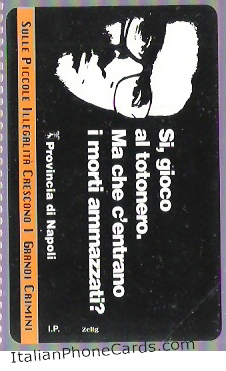 SULLE PICCOLE ILLEGALITÀ CRESCONO I GRANDI CRIMINI
Si, gioco
al totonero.
Ma che c'entrano
i morti ammazzati?
Provincia di Napoli
I.P.
Zelig
ItalianPhoneCards.com